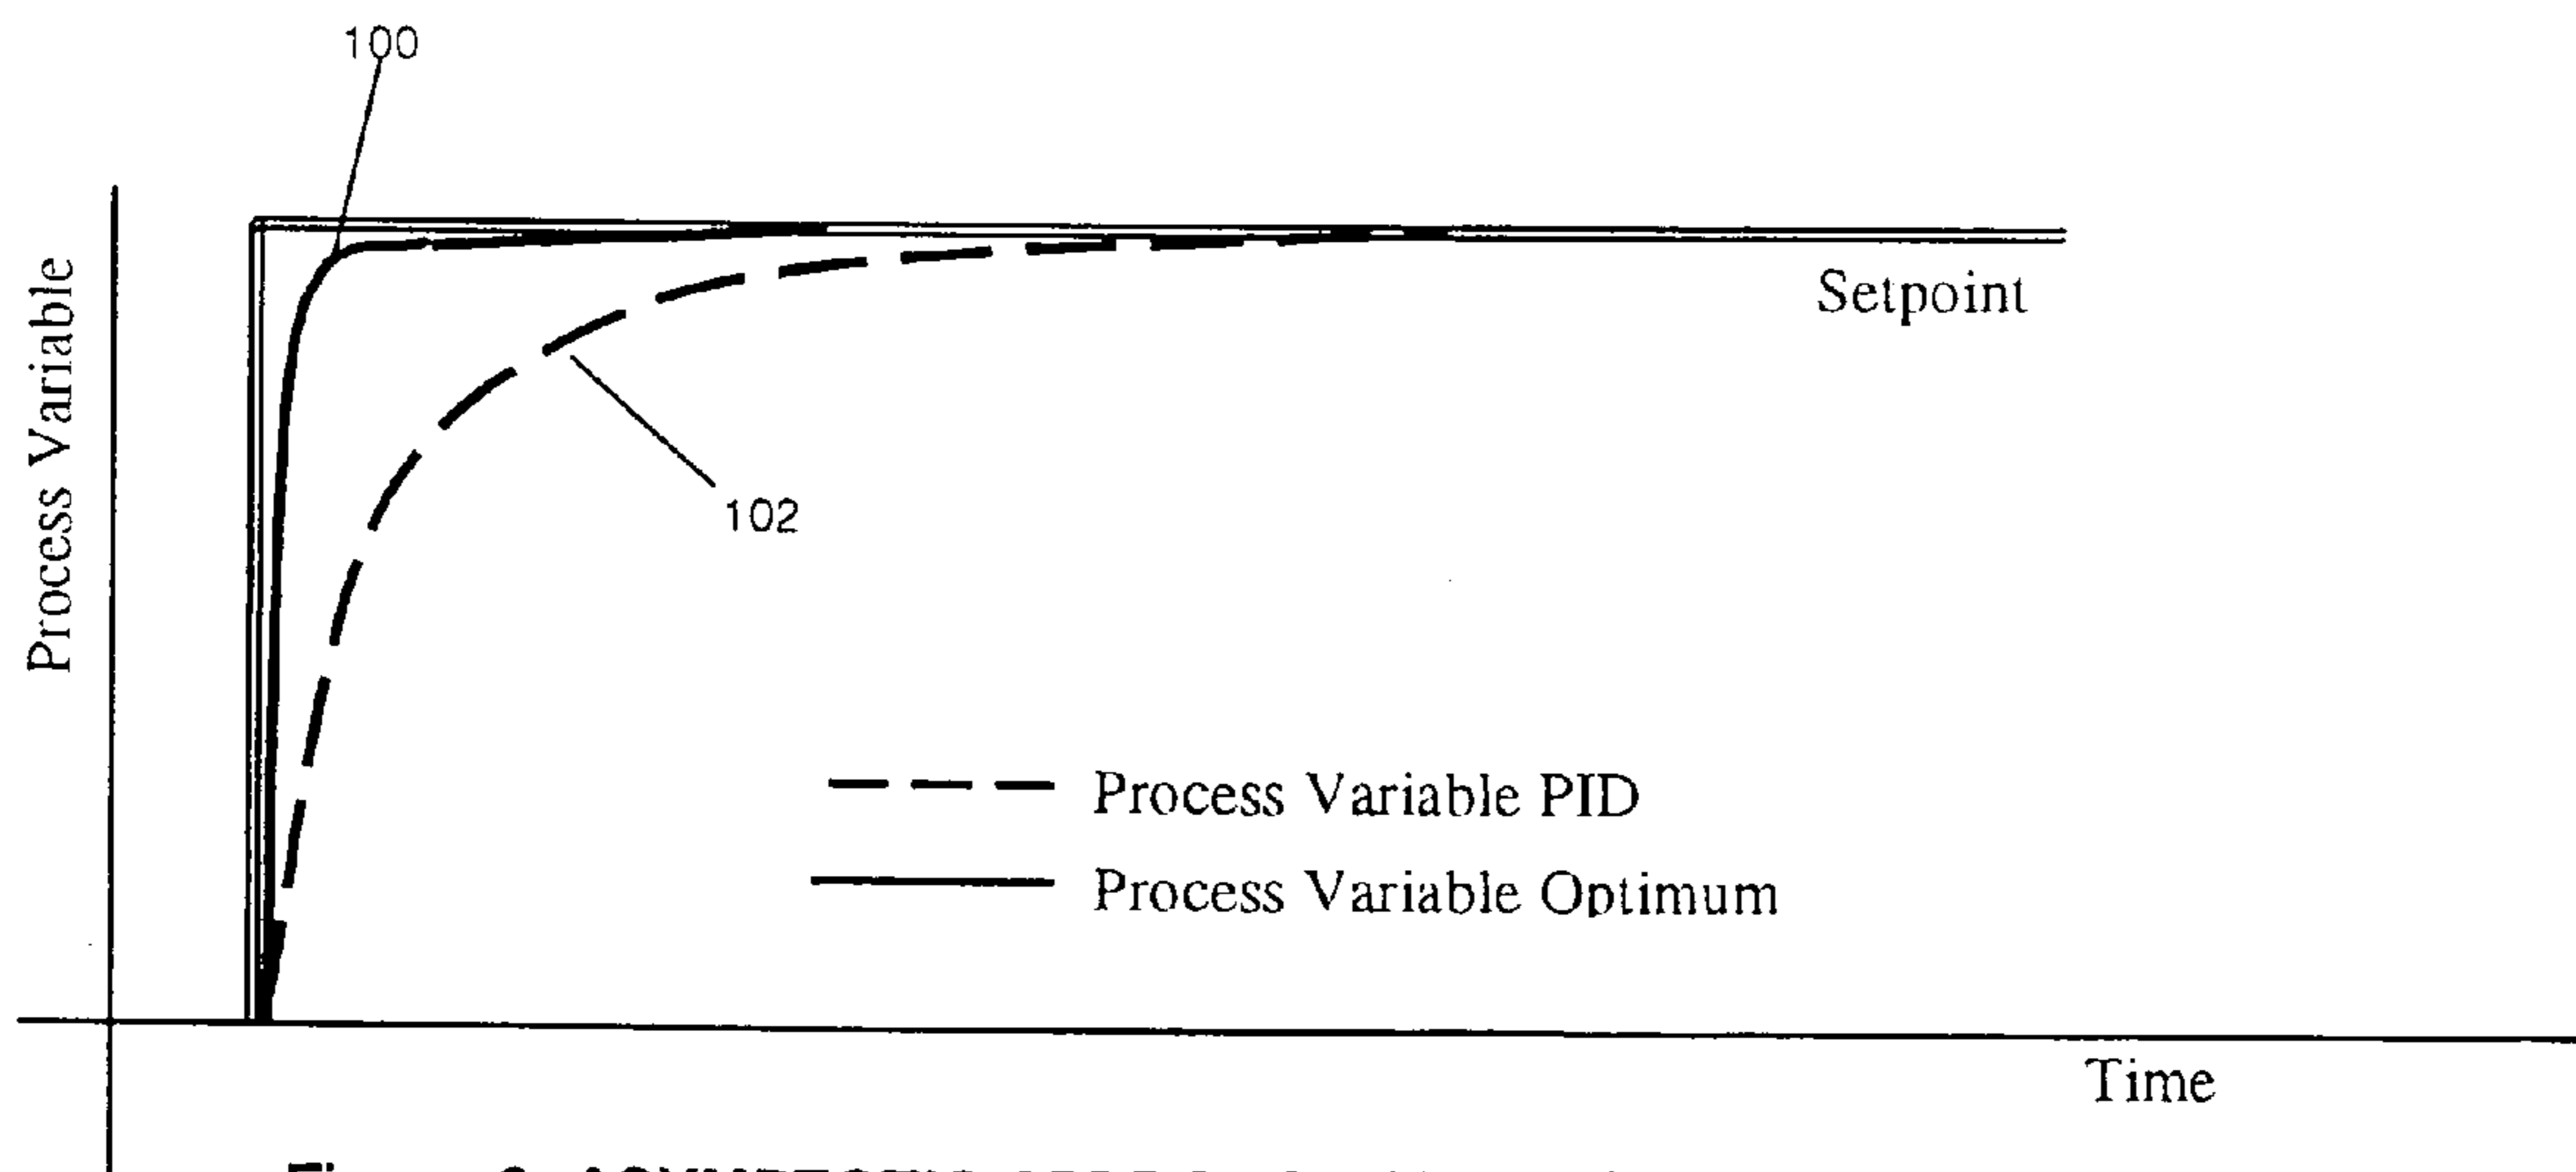 100
Process Variable
Setpoint
102
Process Variable PID
Process Variable Optimum
Time